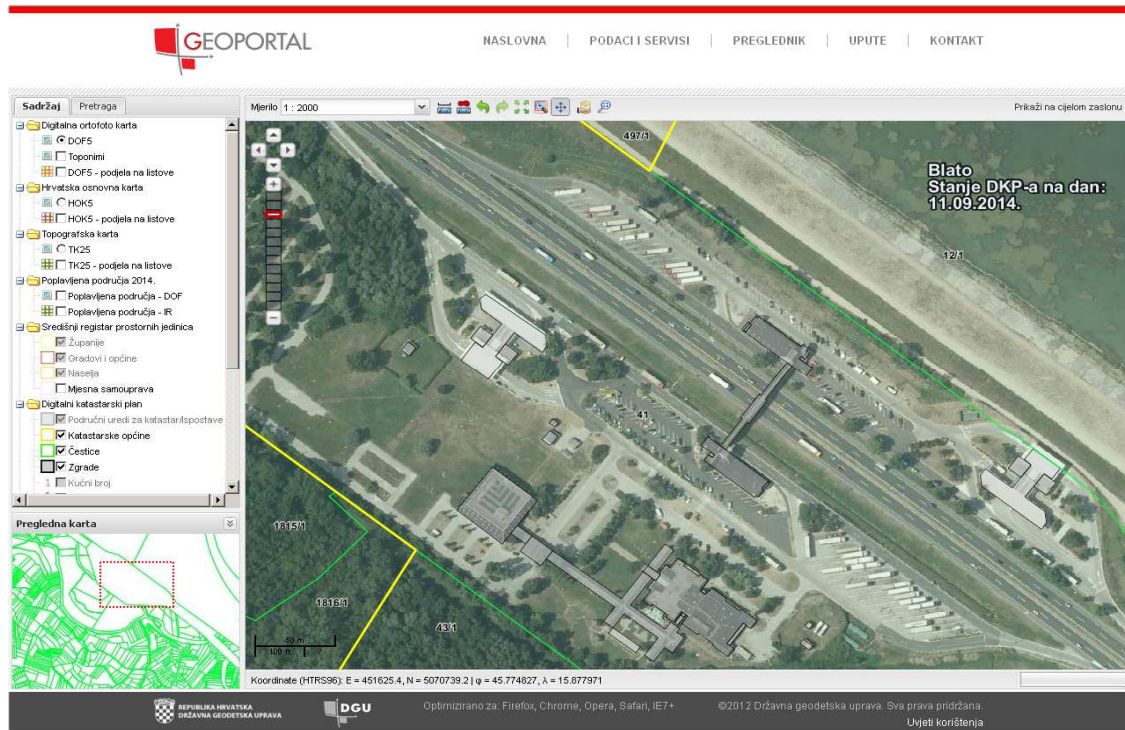 GEOPORTAL
NASLOVNA | PODACI I SERVISI | PREGLEDNIK | UPUTE | KONTAKT
Sadržaj Pretraga
Mjerilo 1 : 2000
Prikaži na cijelom zaslonu
Digitalna ortofoto karta
DOF5
Toponimi
DOF5 - podjela na listove
Hrvatska osnovna karta
HOK5
HOK5 - podjela na listove
Topografska karta
TK25
TK25 - podjela na listove
Poplavljena područja 2014.
Poplavljena područja - DOF
Poplavljena područja - IR
Središnji registar prostornih jedinica
Županije
Gradovi i općine
Naselja
Mjesna samouprava
Digitalni katastarski plan
Područni uredi za katastar/ispostave
Katastarske općine
Čestice
Zgrade
1 Kućni broj
Pregledna karta
497/1
Blato
Stanje DKP-a na dan:
11.09.2014.
12/1
41
1815/1
1816/1
43/1
50 m
100 ft
Koordinate (HTRS96): E = 451625.4, N = 5070739.2 | φ = 45.774827, λ = 15.877971
REPUBLIKA HRVATSKA
DRŽAVNA GEODETSKA UPRAVA
DGU
Optimizirano za: Firefox, Chrome, Opera, Safari, IE7+
©2012 Državna geodetska uprava. Sva prava pridržana.
Uvjeti korištenja